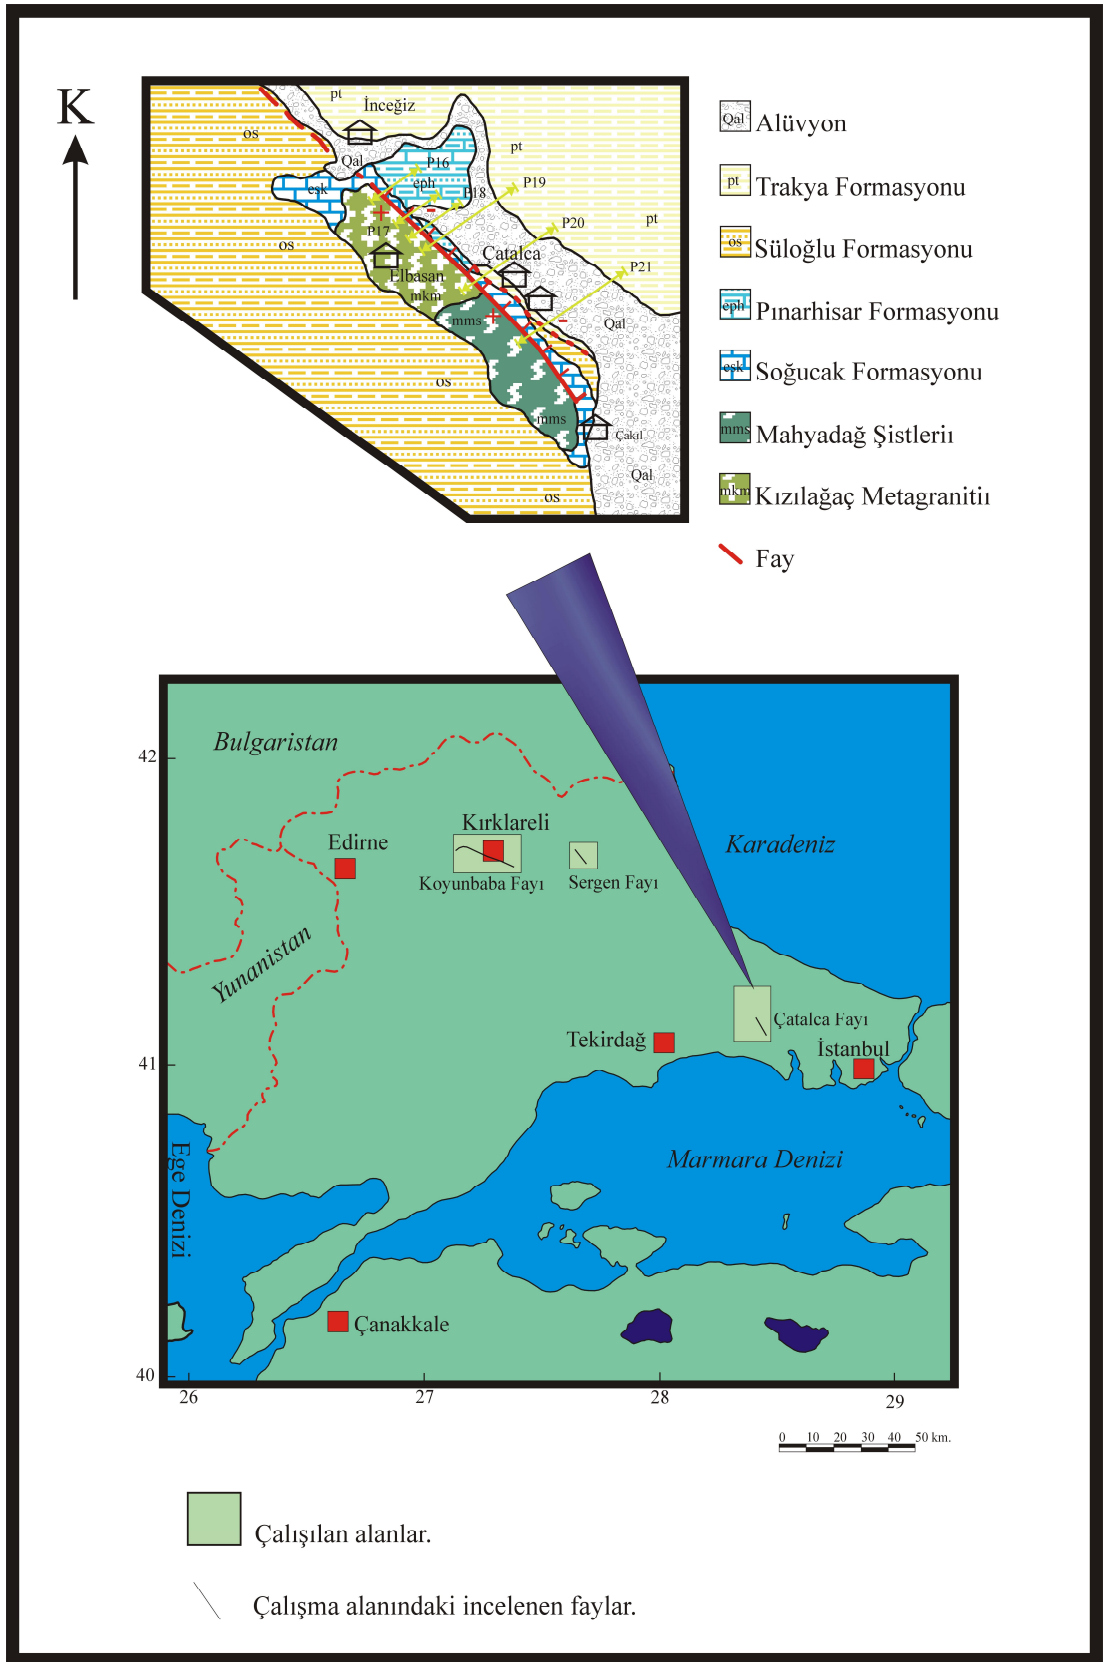 K
pt
İnceğiz
os
Qal
pt
P16
eph
esk
P18
P19
P17
P20
pt
os
Çatalca
P21
Elbasan
mkm
mms
Qal
os
mms
Çakıl
Qal
os
Qal Alüvyon
pt Trakya Formasyonu
os Süloğlu Formasyonu
eph Pınarhisar Formasyonu
esk Soğucak Formasyonu
mms Mahyadağ Şistlerii
mkm Kızılağaç Metagranitii
Fay
Bulgaristan
42
Kırklareli
Edirne
Karadeniz
Koyunbaba Fayı
Sergen Fayı
Yunanistan
Çatalca Fayı
Tekirdağ
İstanbul
41
Ege Denizi
Marmara Denizi
Çanakkale
40
26
27
28
29
0 10 20 30 40 50 km.
Çalışılan alanlar.
Çalışma alanındaki incelenen faylar.